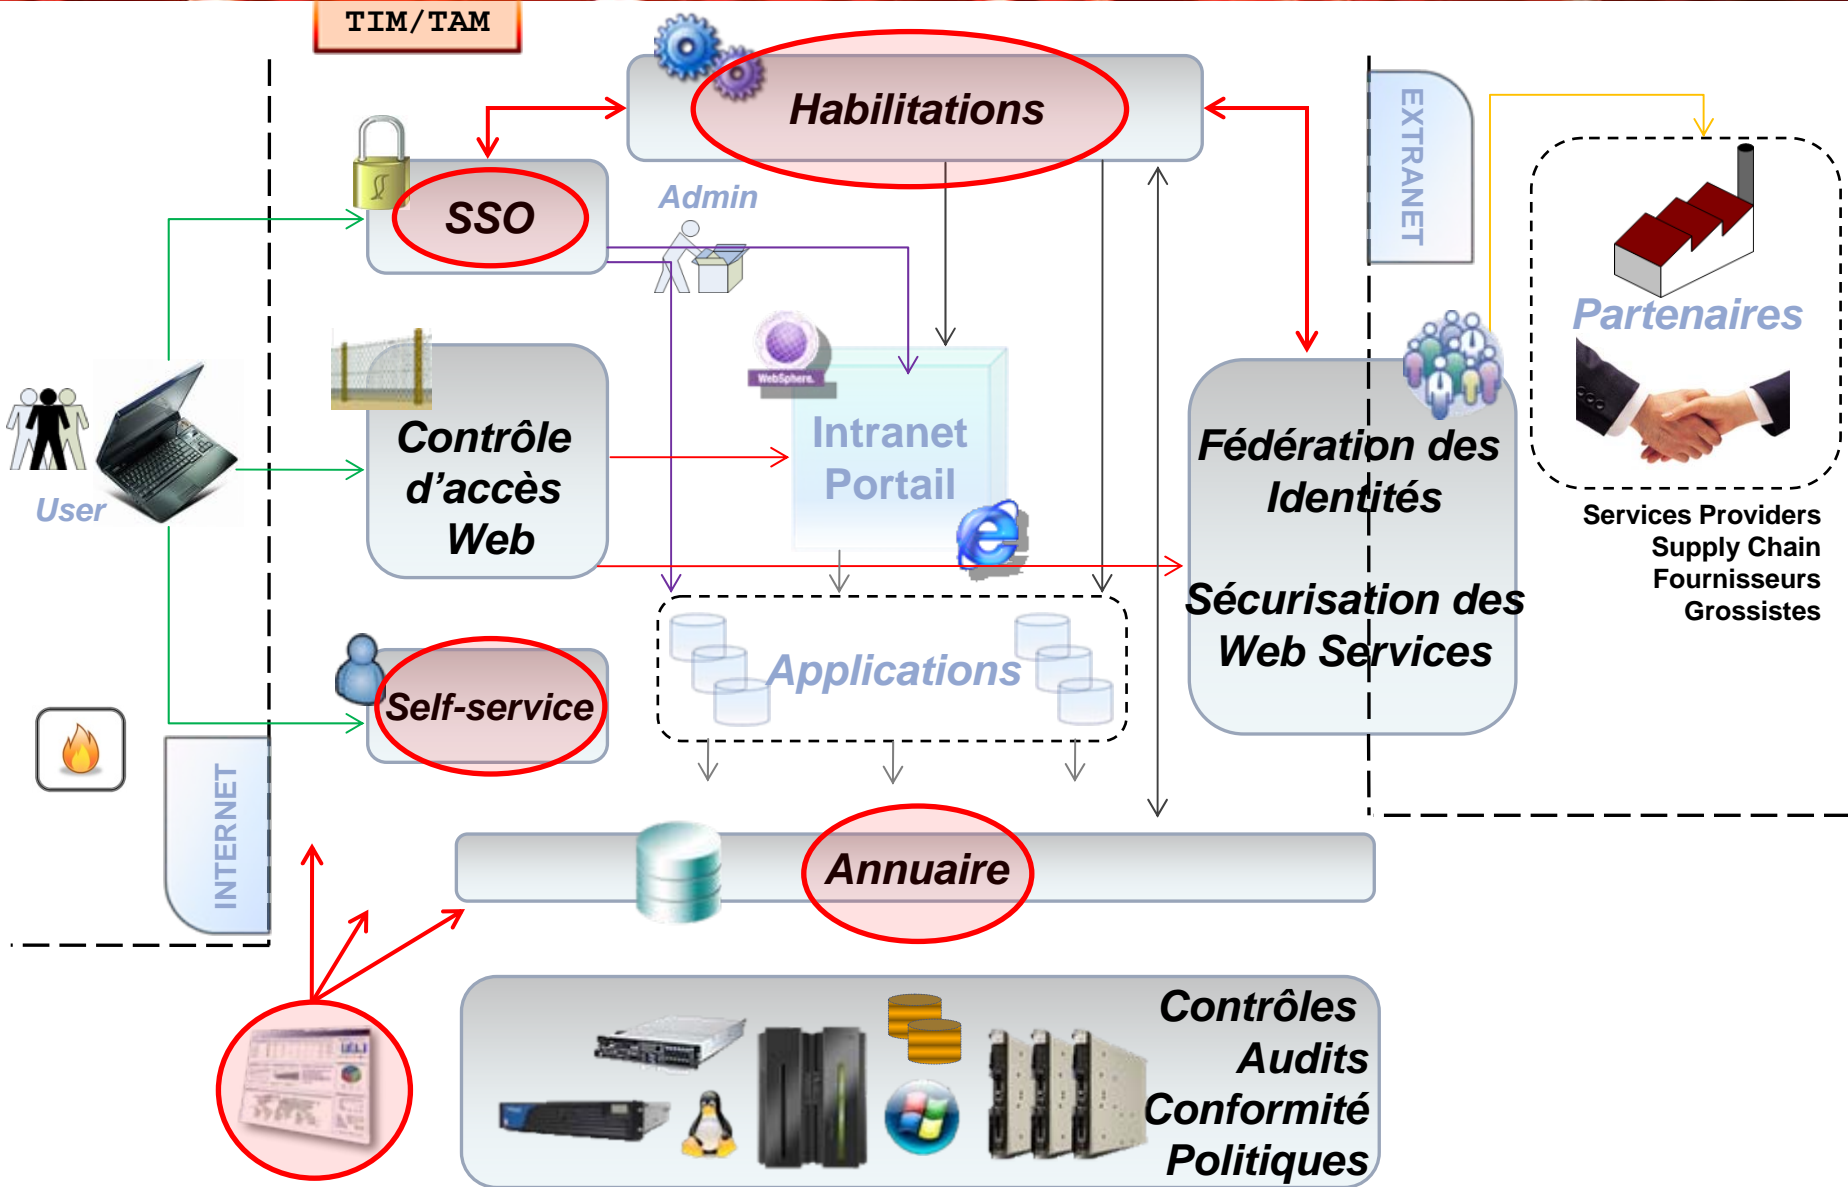 TIM/TAM
Habilitations
EXTRANET
SSO
Admin
Partenaires
WebSphere.
Contrôle
d’accès
Web
Intranet
Portail
Fédération des
Identités
User
Services Providers
Supply Chain
Fournisseurs
Grossistes
Sécurisation des
Web Services
Applications
Self-service
INTERNET
Annuaire
Contrôles
Audits
Conformité
Politiques